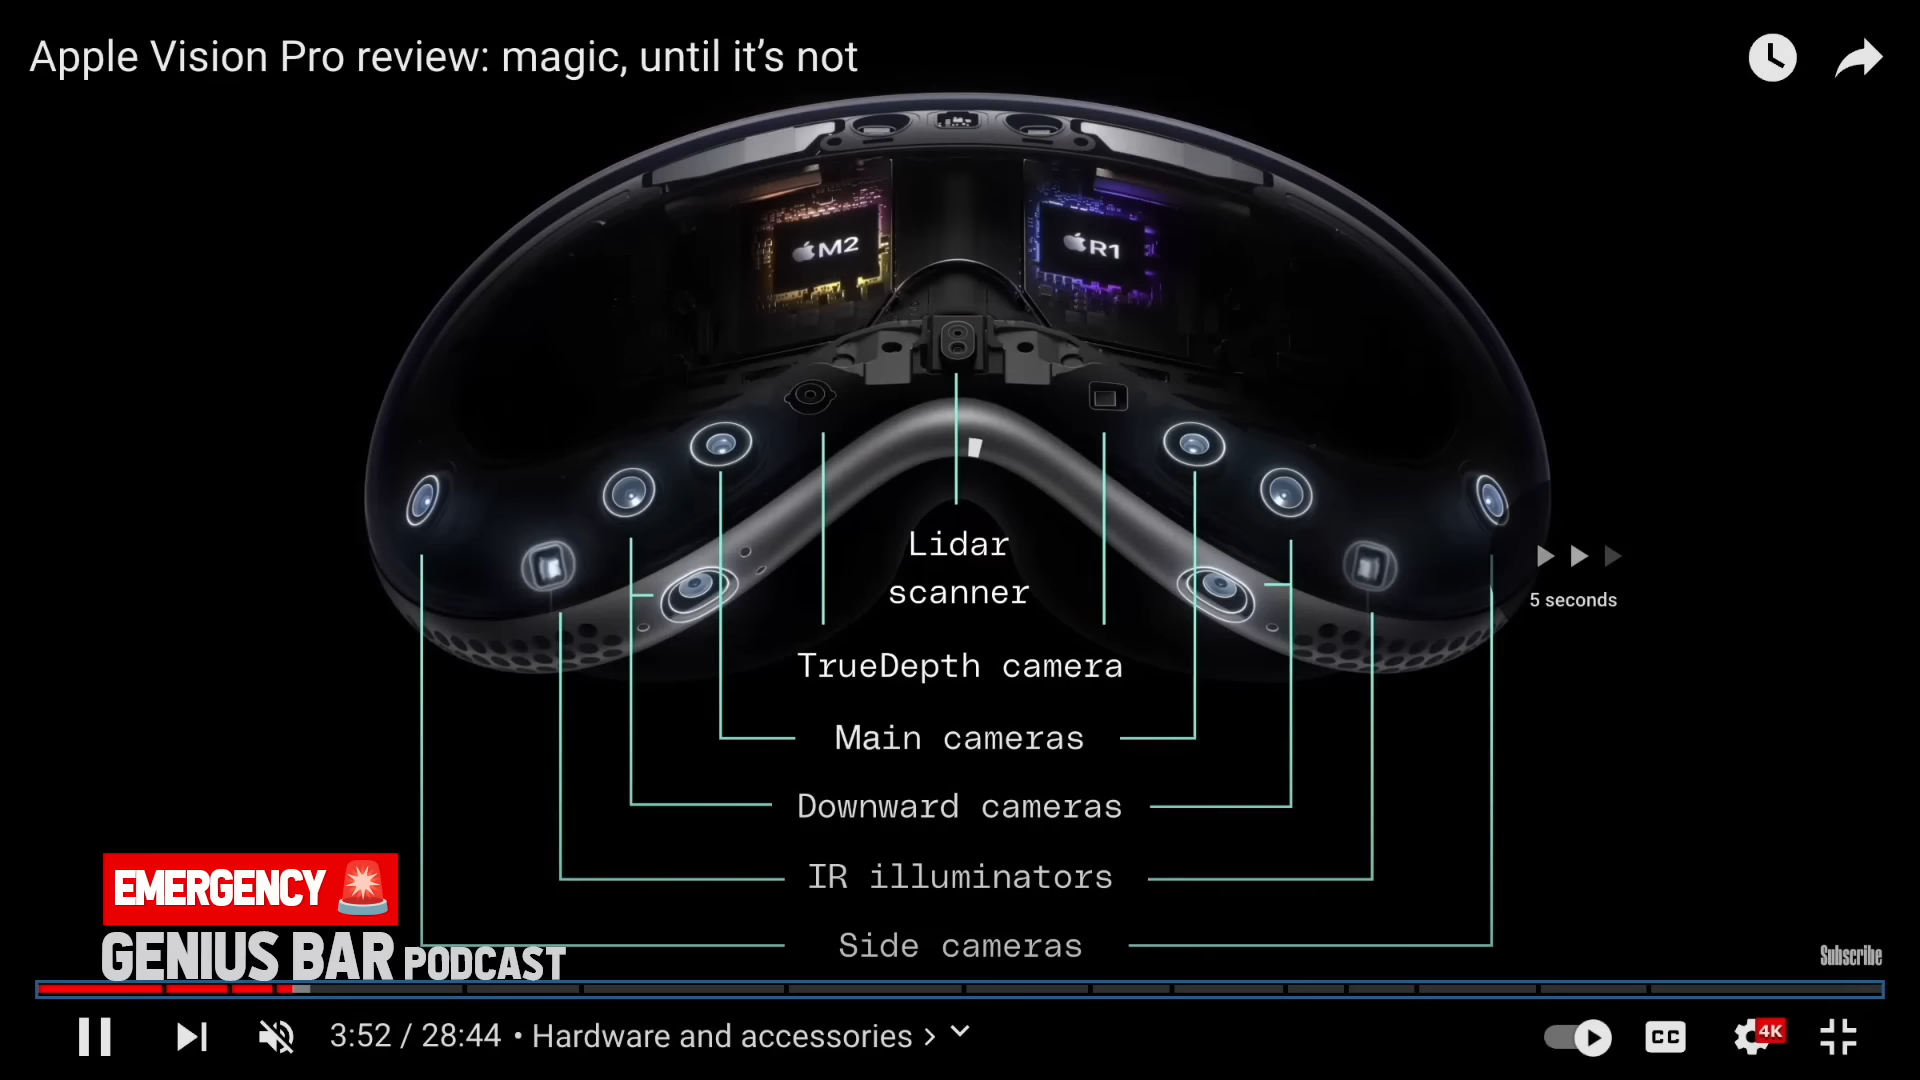 Apple Vision Pro review: magic, until it’s not
M2
R1
Lidar
scanner
5 seconds
TrueDepth camera
Main cameras
Downward cameras
IR illuminators
Side cameras
EMERGENCY
GENIUS BAR PODCAST
Subscribe
3:52 / 28:44 • Hardware and accessories
CC
4K